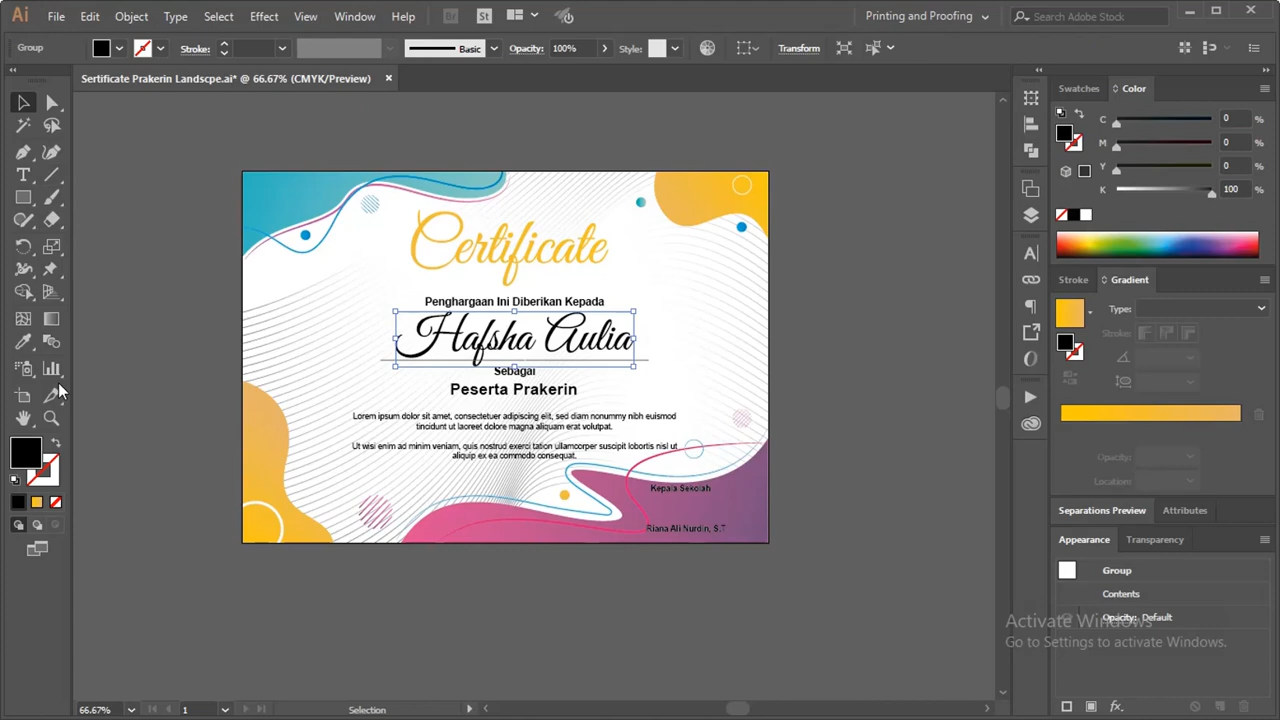 Ai File Edit Object Type Select Effect View Window Help Br St Printing and Proofing Search Adobe Stock
Group Stroke: Basic Opacity: 100% Style: Transform
Sertificate Prakerin Landscpe.ai* @ 66.67% (CMYK/Preview)
Certificate
Penghargaan Ini Diberikan Kepada
Hafsha Aulia
Sebagai
Peserta Prakerin
Lorem ipsum dolor sit amet, consectetuer adipiscing elit, sed diam nonummy nibh euismod
tincidunt ut laoreet dolore magna aliquam erat volutpat.
Ut wisi enim ad minim veniam, quis nostrud exerci tation ullamcorper suscipit lobortis nisl ut
aliquip ex ea commodo consequat.
Kepala Sekolah
Riana Ali Nurdin, S.T
Swatches Color
C 0 %
M 0 %
Y 0 %
K 100 %
Stroke Gradient
Type:
Stroke:
Opacity:
Location:
Separations Preview Attributes
Appearance Transparency
Group
Contents
Opacity: Default
Activate Windows
Go to Settings to activate Windows.
66.67% 1 Selection